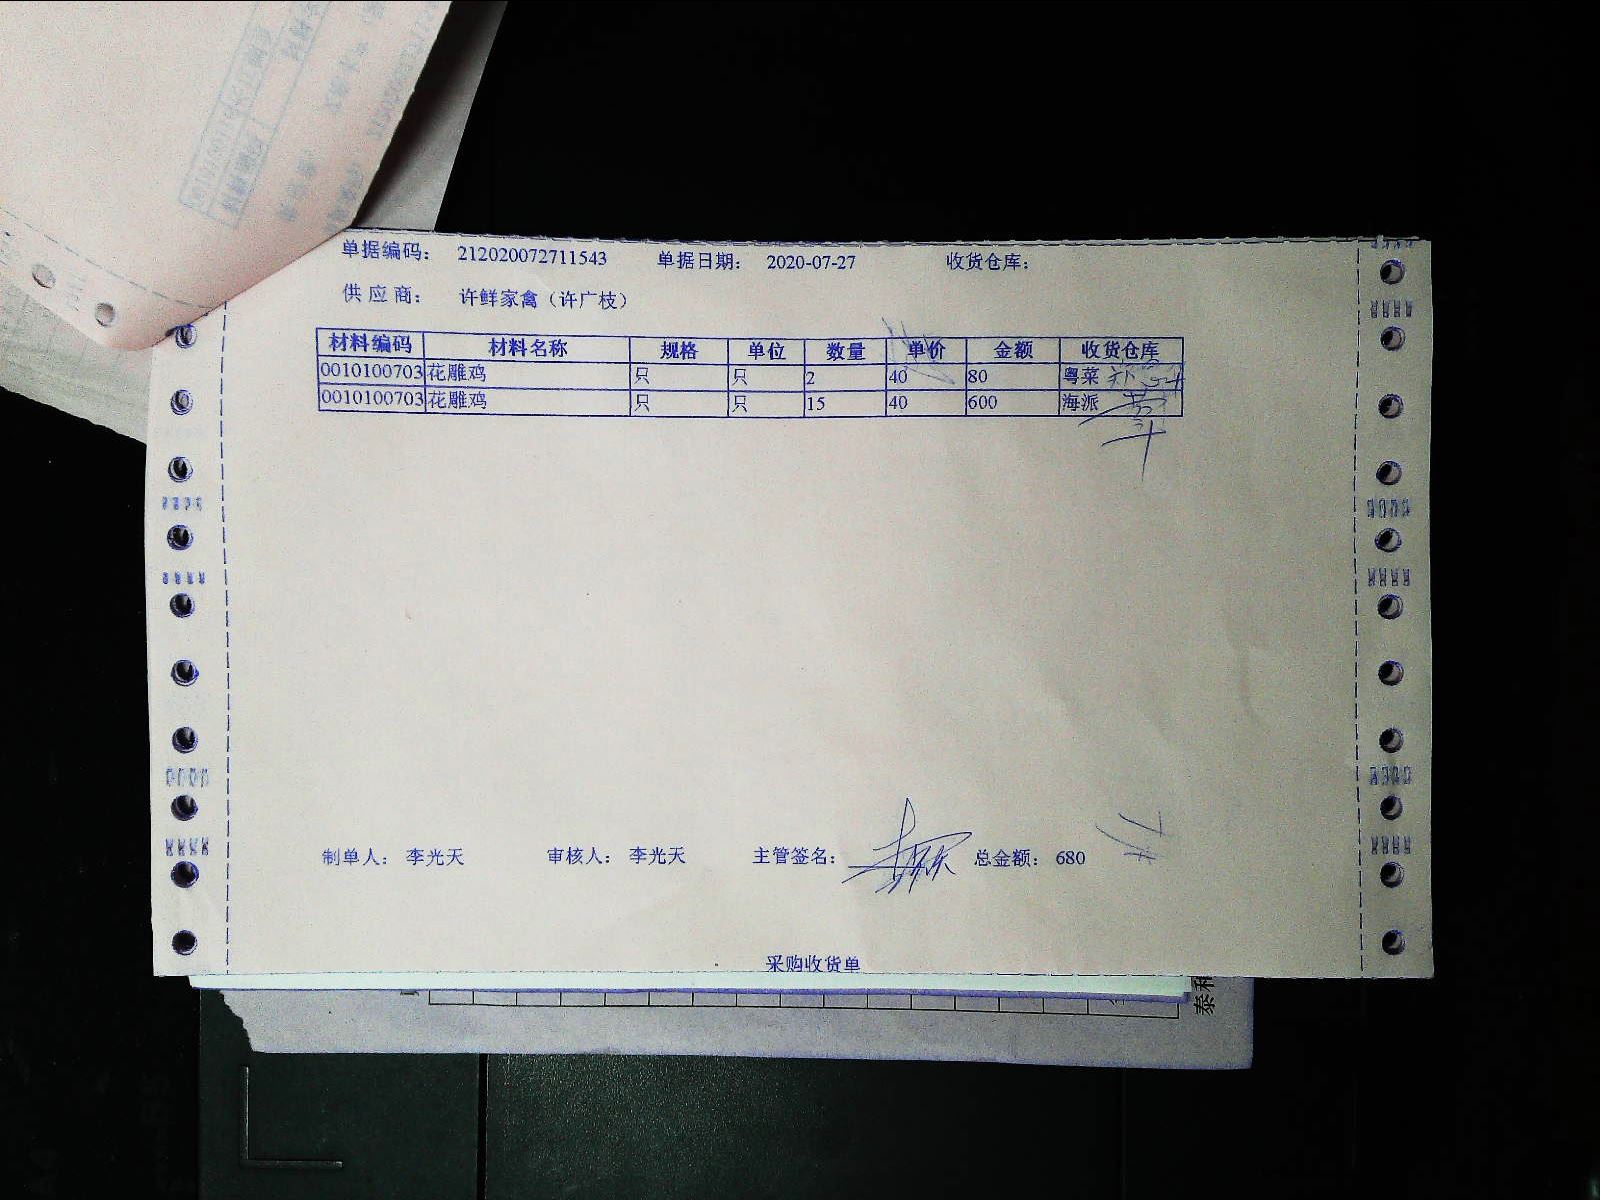 单据编码： 212020072711543 单据日期： 2020-07-27 收货仓库：
供 应 商： 许鲜家禽（许广枝）
材料编码 材料名称 规格 单位 数量 单价 金额 收货仓库
0010100703 花雕鸡 只 只 2 40 80 粤菜
0010100703 花雕鸡 只 只 15 40 600 海派
制单人： 李光天 审核人： 李光天 主管签名： 总金额： 680
采购收货单